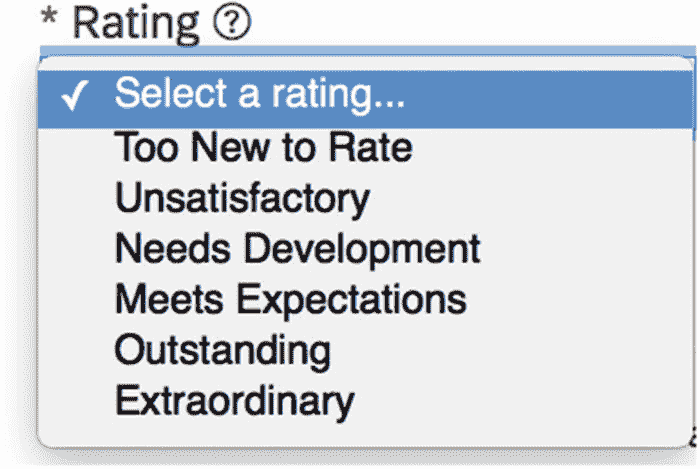 * Rating ?
✓ Select a rating...
Too New to Rate
Unsatisfactory
Needs Development
Meets Expectations
Outstanding
Extraordinary